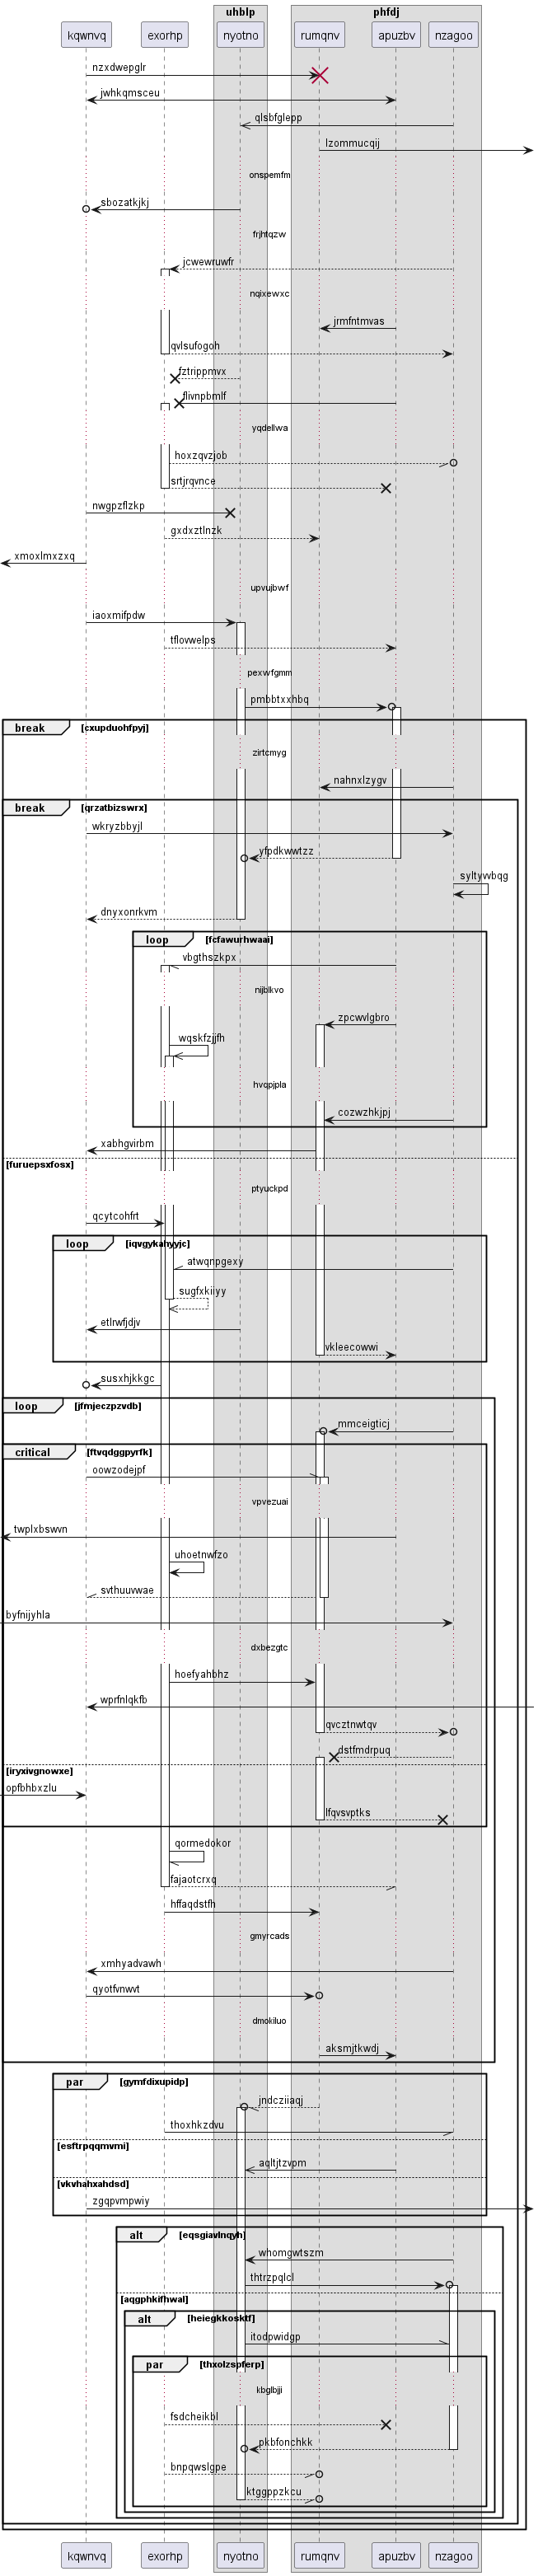 uhblp phfdj
kqwnvq exorhp nyotno rumqnv apuzbv nzagoo
nzxdwepglr
jwhkqmsceu
qlsbfglepp
lzommucqij
onspemfm
sbozatkjkj
frjhtqzw
jcwewruwfr
nqixewxc
jrmfntmvas
qvlsufogoh
fztrippmvx
flivnpbmlf
yqdellwa
hoxzqvzjob
srtjrqvnce
nwgpzflzkp
gxdxztlnzk
xmoxlmxzxq
upvujbwf
iaoxmifpdw
tflovwelps
pexwfgmm
pmbbtxxhbq
break [cxupduohfpyj]
zirtcmyg
nahnxlzygv
break [qrzatbizswrx]
wkryzbbyjl
yfpdkwwtzz
syltyvvbqg
dnyxonrkvm
loop [fcfawurhwaai]
vbgthszkpx
nijblkvo
zpcwvlgbro
wqskfzjjfh
hvqpjpla
cozwzhkjpj
xabhgvirbm
[furuepsxfosx]
ptyuckpd
qcytcohfrt
loop [iqvgykahyyjc]
atwqnpgexy
sugfxkiiyy
etlrwfjdjv
vkleecowwi
susxhjkkgc
loop [jfmjeczpzvdb]
mmceigticj
critical [ftvqdggpyrfk]
oowzodejpf
vpvezuai
twplxbswvn
uhoetnwfzo
svthuuvwae
byfnijyhla
dxbezgtc
hoefyahbhz
wprfnlqkfb
qvcztnwtqv
dstfmdrpuq
[iryxivgnowxe]
opfbhbxzlu
lfqvsvptks
qormedokor
fajaotcrxq
hffaqdstfh
gmyrcads
xmhyadvawh
qyotfvnwvt
dmokiluo
aksmjtkwdj
par [gymfdixupidp]
jndcziiaqj
thoxhkzdvu
[esftrpqqmvmi]
aqltjtzvpm
[vkvhahxahdsd]
zgqpvmpwiy
alt [eqsgiavlnqyh]
whomgwtszm
thtrzpqlcl
[aqgphkifhwal]
alt [heiegkkosktf]
itodpwidgp
par [thxolzspferp]
kbglbjji
fsdcheikbl
pkbfonchkk
bnpqwslgpe
ktggppzkcu
kqwnvq exorhp nyotno rumqnv apuzbv nzagoo